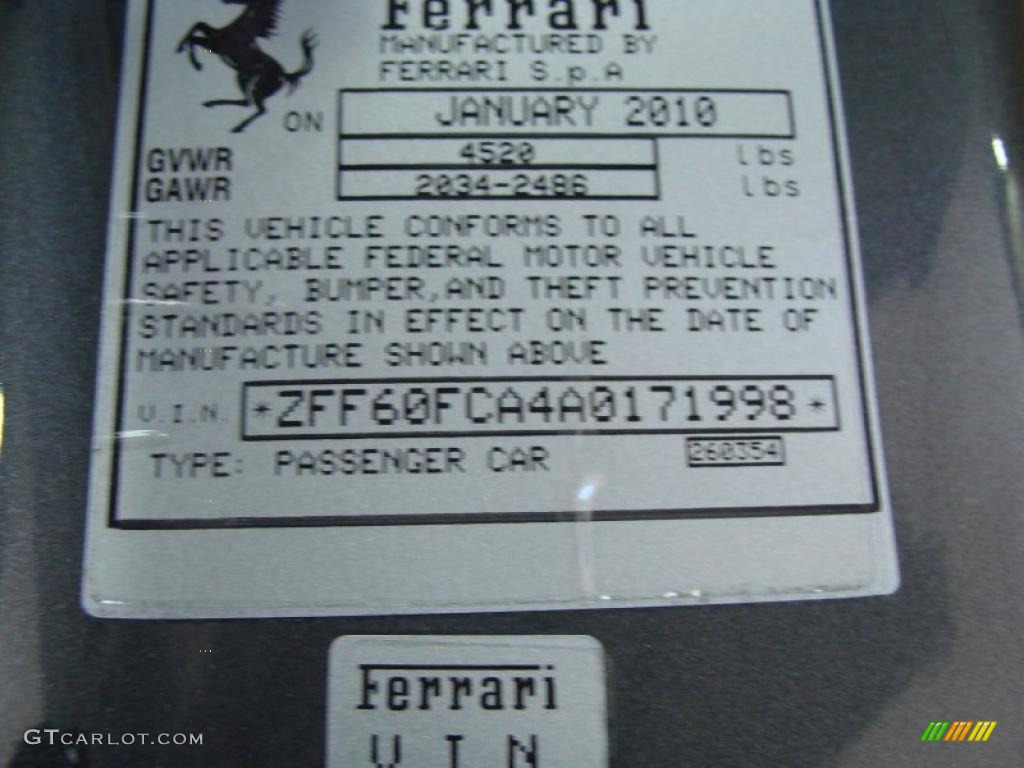 Ferrari
MANUFACTURED BY
FERRARI S.p.A
ON JANUARY 2010
GVWR 4520 lbs
GAWR 2034-2486 lbs
THIS VEHICLE CONFORMS TO ALL
APPLICABLE FEDERAL MOTOR VEHICLE
SAFETY, BUMPER,AND THEFT PREVENTION
STANDARDS IN EFFECT ON THE DATE OF
MANUFACTURE SHOWN ABOVE
V.I.N. *ZFF60FCA4A0171998*
TYPE: PASSENGER CAR 260354
Ferrari
V I N
GTCARLOT.COM